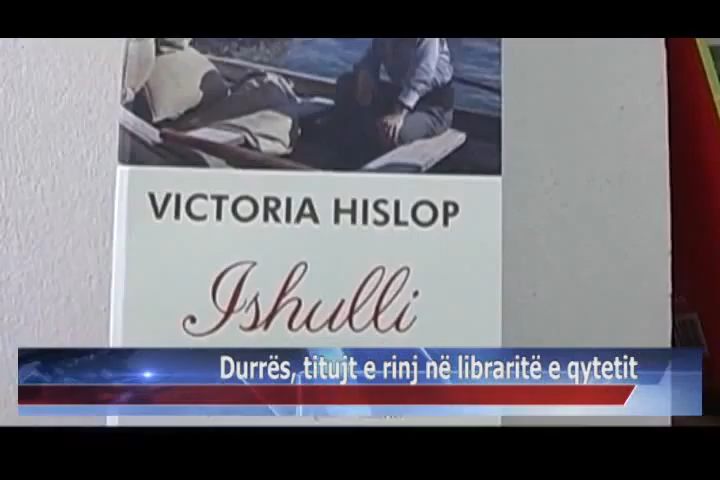 VICTORIA HISLOP
Ishulli
Durrës, titujt e rinj në libraritë e qytetit